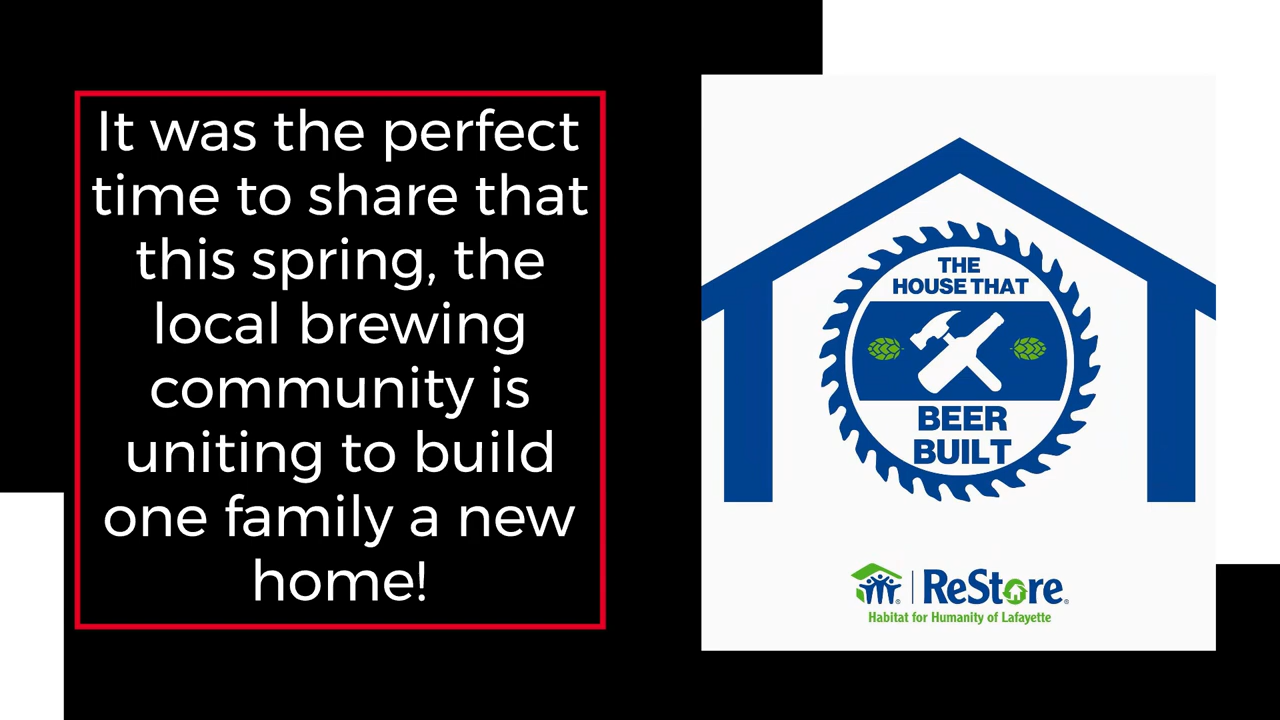 It was the perfect
time to share that
this spring, the
local brewing
community is
uniting to build
one family a new
home!
THE
HOUSE THAT
BEER
BUILT
ReStore®
Habitat for Humanity of Lafayette